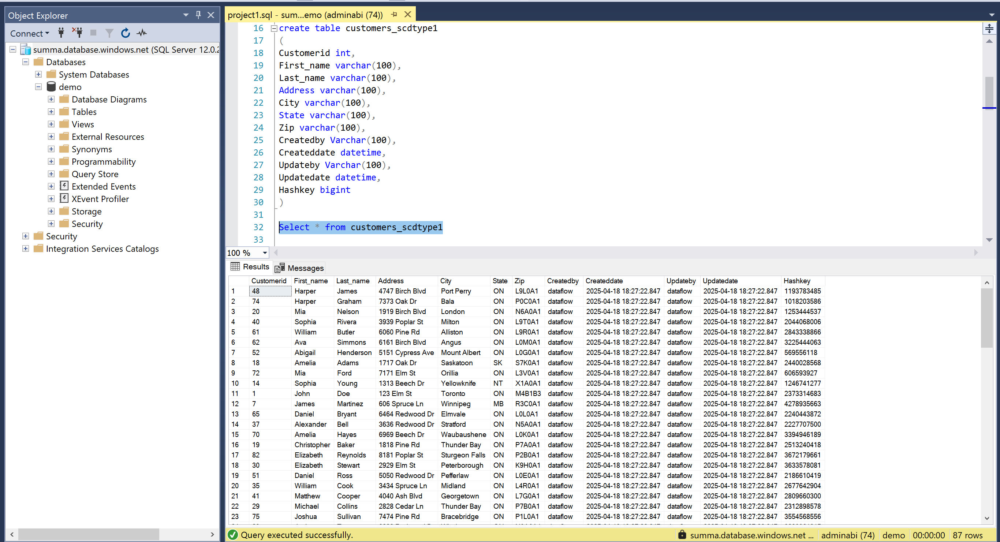 Object Explorer
Connect
summa.database.windows.net (SQL Server 12.0.2
Databases
System Databases
demo
Database Diagrams
Tables
Views
External Resources
Synonyms
Programmability
Query Store
Extended Events
XEvent Profiler
Storage
Security
Security
Integration Services Catalogs
project1.sql - sum...emo (adminabi (74))
16 create table customers_scdtype1
17 (
18 Customerid int,
19 First_name varchar(100),
20 Last_name varchar(100),
21 Address varchar(100),
22 City varchar(100),
23 State varchar(100),
24 Zip varchar(100),
25 Createdby Varchar(100),
26 Createddate datetime,
27 Updateby Varchar(100),
28 Updatedate datetime,
29 Hashkey bigint
30 )
31
32 Select * from customers_scdtype1
33
100 %
Results Messages
Customerid First_name Last_name Address City State Zip Createdby Createddate Updateby Updatedate Hashkey
1 48 Harper James 4747 Birch Blvd Port Perry ON L9L0A1 dataflow 2025-04-18 18:27:22.847 dataflow 2025-04-18 18:27:22.847 1193783485
2 74 Harper Graham 7373 Oak Dr Bala ON P0C0A1 dataflow 2025-04-18 18:27:22.847 dataflow 2025-04-18 18:27:22.847 1018203586
3 20 Mia Nelson 1919 Birch Blvd London ON N6A0A1 dataflow 2025-04-18 18:27:22.847 dataflow 2025-04-18 18:27:22.847 1253444537
4 40 Sophia Rivera 3939 Poplar St Milton ON L9T0A1 dataflow 2025-04-18 18:27:22.847 dataflow 2025-04-18 18:27:22.847 2044068006
5 61 William Butler 6060 Pine Rd Alliston ON L9R0A1 dataflow 2025-04-18 18:27:22.847 dataflow 2025-04-18 18:27:22.847 2843338866
6 62 Ava Simmons 6161 Birch Blvd Angus ON L0M0A1 dataflow 2025-04-18 18:27:22.847 dataflow 2025-04-18 18:27:22.847 3225444063
7 52 Abigail Henderson 5151 Cypress Ave Mount Albert ON L0G0A1 dataflow 2025-04-18 18:27:22.847 dataflow 2025-04-18 18:27:22.847 569556118
8 18 Amelia Adams 1717 Oak Dr Saskatoon SK S7K0A1 dataflow 2025-04-18 18:27:22.847 dataflow 2025-04-18 18:27:22.847 2440028568
9 72 Mia Ford 7171 Elm St Orillia ON L3V0A1 dataflow 2025-04-18 18:27:22.847 dataflow 2025-04-18 18:27:22.847 606593927
10 14 Sophia Young 1313 Beech Dr Yellowknife NT X1A0A1 dataflow 2025-04-18 18:27:22.847 dataflow 2025-04-18 18:27:22.847 1246741277
11 1 John Doe 123 Elm St Toronto ON M4B1B3 dataflow 2025-04-18 18:27:22.847 dataflow 2025-04-18 18:27:22.847 2373314683
12 7 James Martinez 606 Spruce Ln Winnipeg MB R3C0A1 dataflow 2025-04-18 18:27:22.847 dataflow 2025-04-18 18:27:22.847 4278935663
13 65 Daniel Bryant 6464 Redwood Dr Elmvale ON L0L0A1 dataflow 2025-04-18 18:27:22.847 dataflow 2025-04-18 18:27:22.847 2240443872
14 37 Alexander Bell 3636 Redwood Dr Stratford ON N5A0A1 dataflow 2025-04-18 18:27:22.847 dataflow 2025-04-18 18:27:22.847 2227707500
15 70 Amelia Hayes 6969 Beech Dr Waubaushene ON L0K0A1 dataflow 2025-04-18 18:27:22.847 dataflow 2025-04-18 18:27:22.847 3394946189
16 19 Christopher Baker 1818 Pine Rd Thunder Bay ON P7A0A1 dataflow 2025-04-18 18:27:22.847 dataflow 2025-04-18 18:27:22.847 2513240418
17 82 Elizabeth Reynolds 8181 Poplar St Sturgeon Falls ON P2B0A1 dataflow 2025-04-18 18:27:22.847 dataflow 2025-04-18 18:27:22.847 3672179661
18 30 Elizabeth Stewart 2929 Elm St Peterborough ON K9H0A1 dataflow 2025-04-18 18:27:22.847 dataflow 2025-04-18 18:27:22.847 3633578081
19 51 Daniel Ross 5050 Redwood Dr Pefferlaw ON L0E0A1 dataflow 2025-04-18 18:27:22.847 dataflow 2025-04-18 18:27:22.847 2186610419
20 35 William Cook 3434 Spruce Ln Midland ON L4R0A1 dataflow 2025-04-18 18:27:22.847 dataflow 2025-04-18 18:27:22.847 2677642904
21 41 Matthew Cooper 4040 Ash Blvd Georgetown ON L7G0A1 dataflow 2025-04-18 18:27:22.847 dataflow 2025-04-18 18:27:22.847 2809660300
22 29 Michael Collins 2828 Cedar Ln Thunder Bay ON P7B0A1 dataflow 2025-04-18 18:27:22.847 dataflow 2025-04-18 18:27:22.847 2312898578
23 75 Joshua Sullivan 7474 Pine Rd Bracebridge ON P1L0A1 dataflow 2025-04-18 18:27:22.847 dataflow 2025-04-18 18:27:22.847 3554568556
Query executed successfully. summa.database.windows.net ... adminabi (74) demo 00:00:00 87 rows